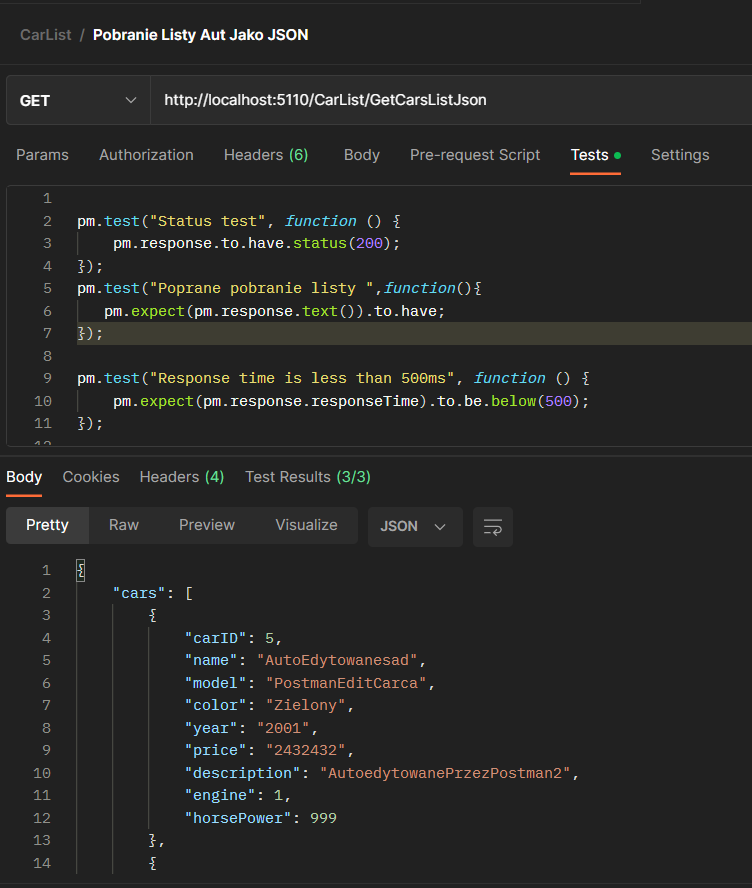 CarList / Pobranie Listy Aut Jako JSON
GET http://localhost:5110/CarList/GetCarsListJson
Params Authorization Headers (6) Body Pre-request Script Tests Settings
1
2 pm.test("Status test", function () {
3 pm.response.to.have.status(200);
4 });
5 pm.test("Poprane pobranie listy ",function(){
6 pm.expect(pm.response.text()).to.have;
7 });
8
9 pm.test("Response time is less than 500ms", function () {
10 pm.expect(pm.response.responseTime).to.be.below(500);
11 });
12
Body Cookies Headers (4) Test Results (3/3)
Pretty Raw Preview Visualize JSON
1 {
2 "cars": [
3 {
4 "carID": 5,
5 "name": "AutoEdytowanesad",
6 "model": "PostmanEditCarca",
7 "color": "Zielony",
8 "year": "2001",
9 "price": "2432432",
10 "description": "AutoedytowanePrzezPostman2",
11 "engine": 1,
12 "horsePower": 999
13 },
14 {